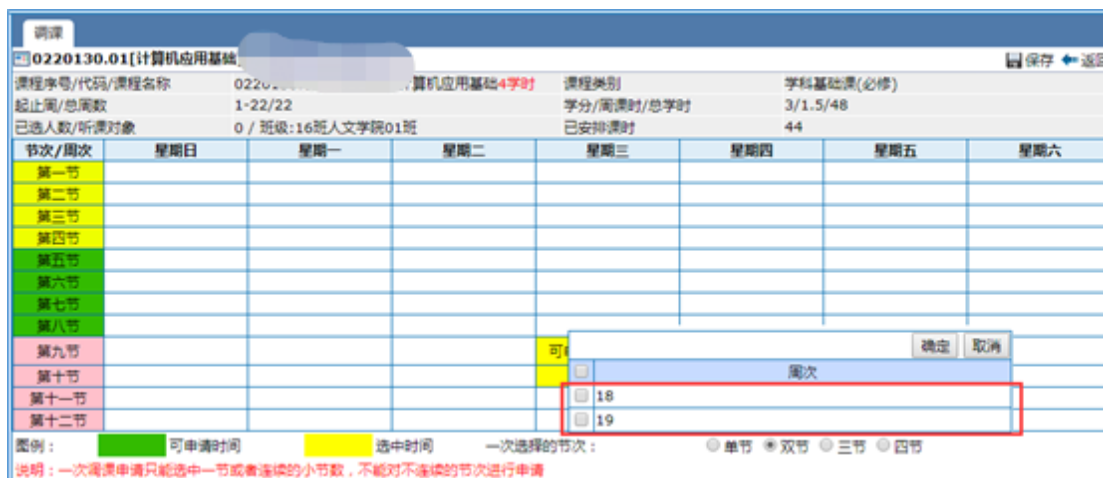 调课
0220130.01[计算机应用基础 保存 返回
课程序号/代码/课程名称 计算机应用基础4学时 课程类别 学科基础课(必修)
起止周/总周数 1-22/22 学分/周课时/总学时 3/1.5/48
已选人数/听课对象 0 / 班级:16班人文学院01班 已安排课时 44
节次/周次 星期日 星期一 星期二 星期三 星期四 星期五 星期六
第一节
第二节
第三节
第四节
第五节
第六节
第七节
第八节
第九节 可 确定 取消
第十节 周次
第十一节 18
第十二节 19
图例： 可申请时间 选中时间 一次选择的节次： 单节 双节 三节 四节
说明：一次调课申请只能选中一节或者连续的小节数，不能对不连续的节次进行申请